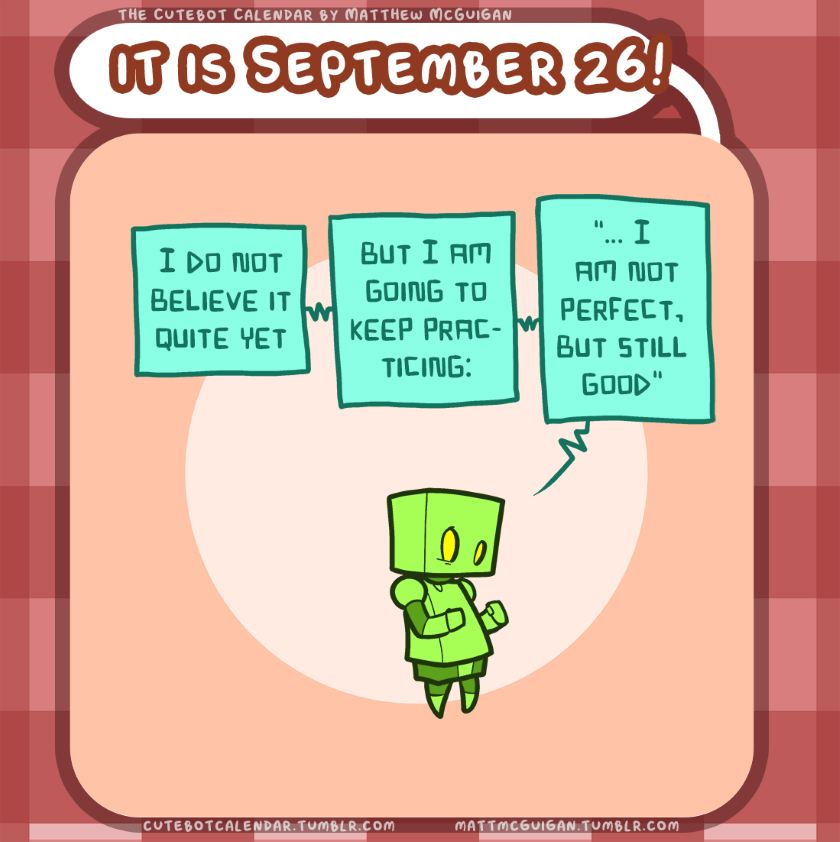 THE CUTEBOT CALENDAR BY MATTHEW MCGUIGAN
IT IS SEPTEMBER 26!
I DO NOT
BELIEVE IT
QUITE YET
BUT I AM
GOING TO
KEEP PRAC-
TICING:
"... I
AM NOT
PERFECT,
BUT STILL
GOOD"
CUTEBOTCALENDAR.TUMBLR.COM
MATTMCGUIGAN.TUMBLR.COM